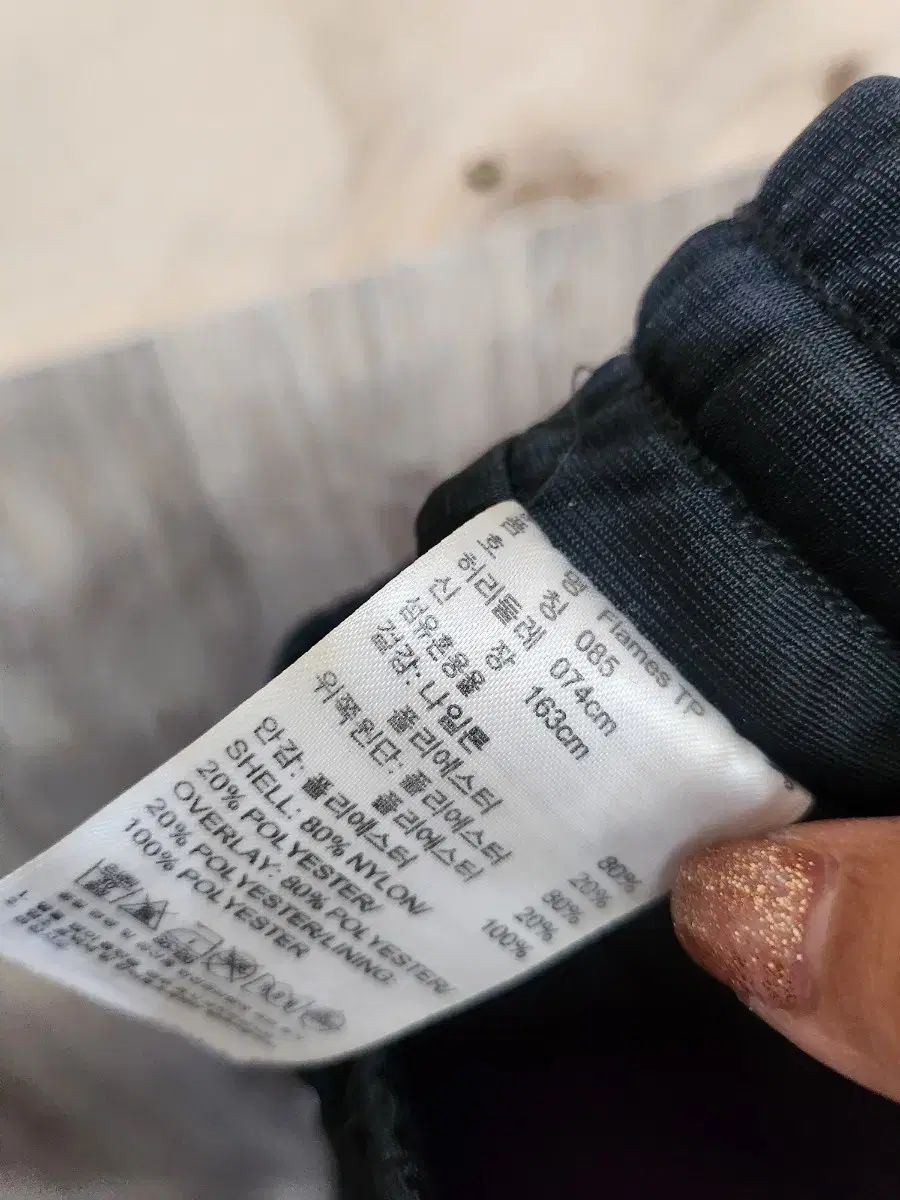 품 명 Flames TP
호 칭 085
허리둘레 074cm
신 장 163cm
섬유혼용율
겉감: 나일론 80%
폴리에스터 20%
위쪽원단: 폴리에스터 80%
폴리에스터 20%
안감: 폴리에스터 100%
SHELL: 80% NYLON/
20% POLYESTER/
OVERLAY: 80% POLYESTER/
20% POLYESTER/LINING:
100% POLYESTER